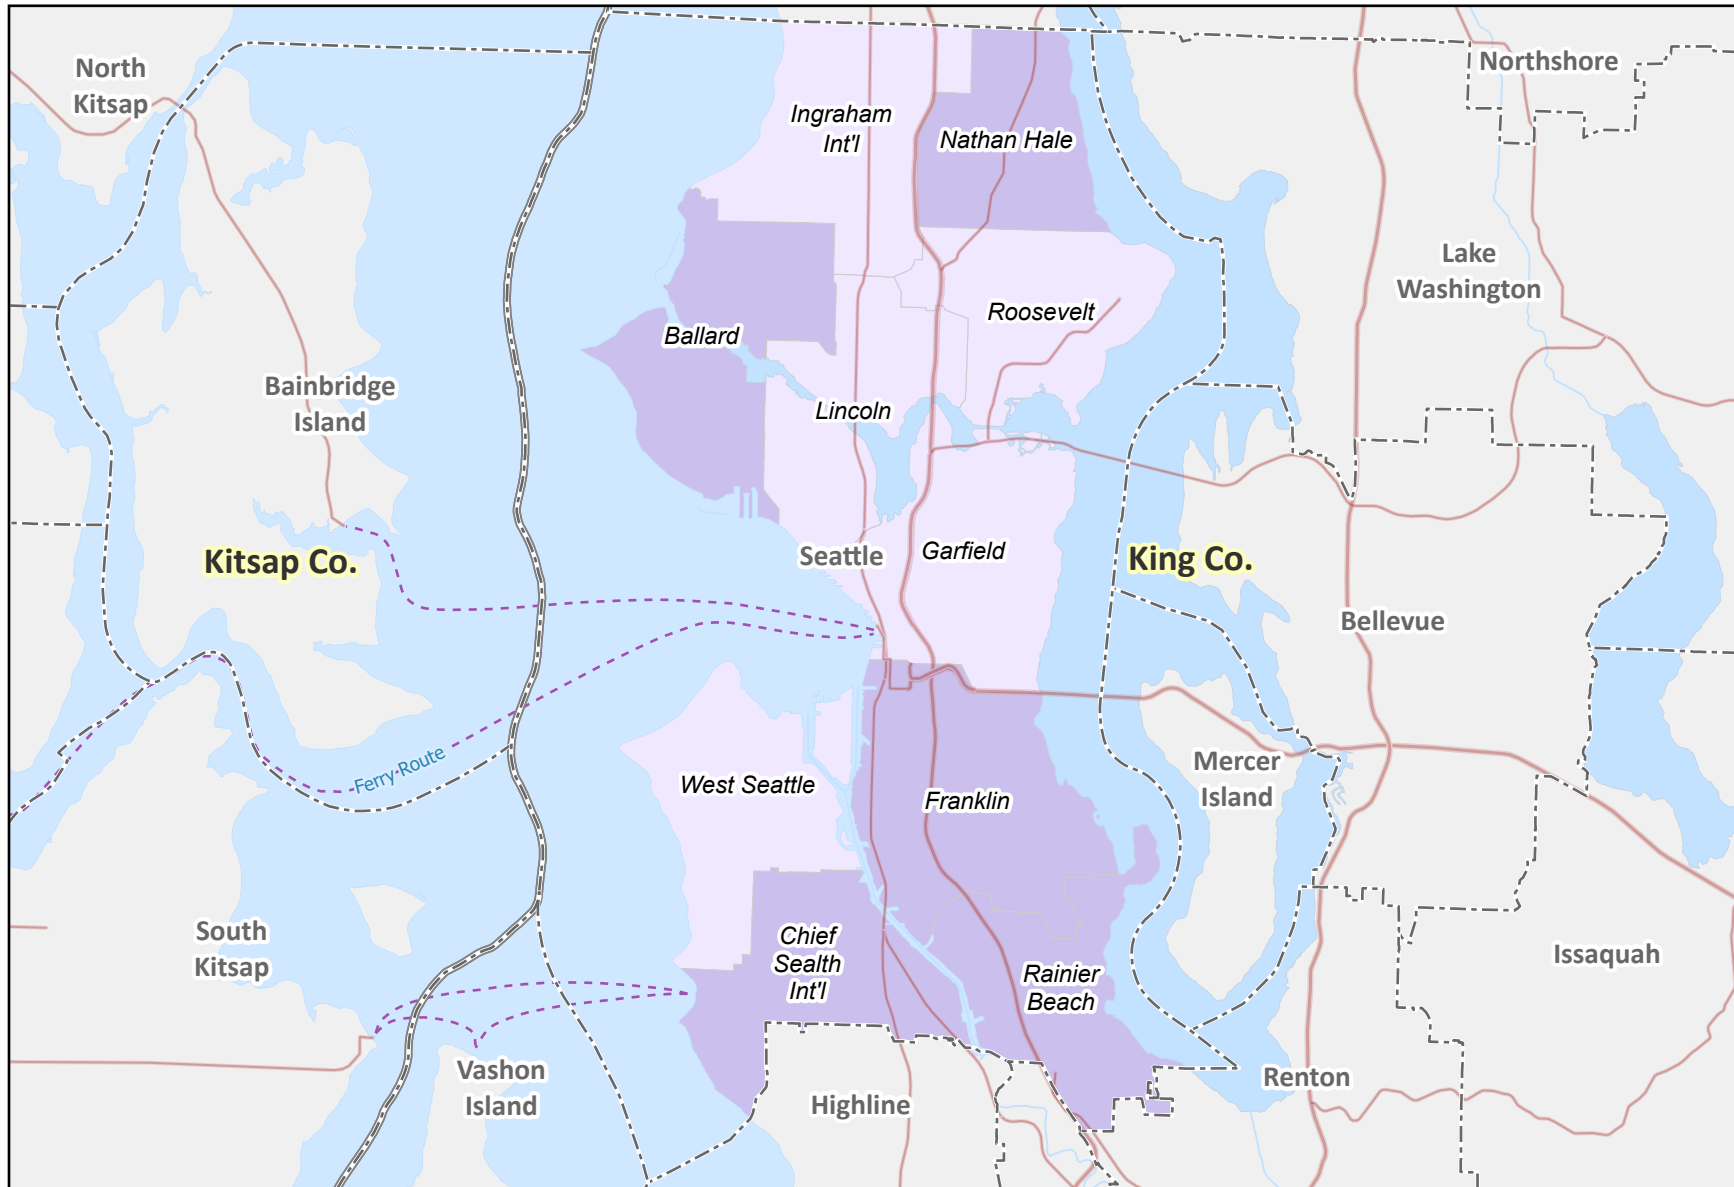 North
Kitsap
Northshore
Ingraham
Int'l
Nathan Hale
Lake
Washington
Roosevelt
Ballard
Bainbridge
Island
Lincoln
Kitsap Co.
Seattle
Garfield
King Co.
Bellevue
Ferry Route
West Seattle
Franklin
Mercer
Island
South
Kitsap
Chief
Sealth
Int'l
Rainier
Beach
Issaquah
Vashon
Island
Highline
Renton